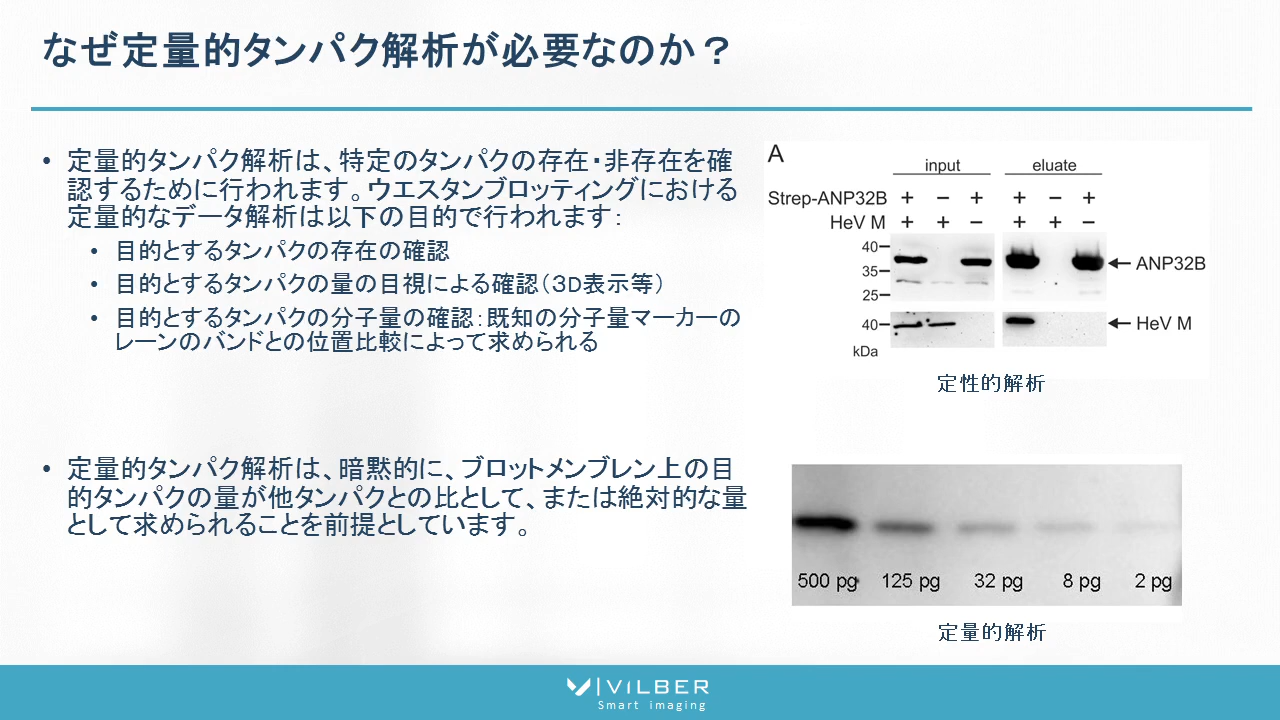 なぜ定量的タンパク解析が必要なのか？
• 定量的タンパク解析は、特定のタンパクの存在・非存在を確
認するために行われます。ウエスタンブロッティングにおける
定量的なデータ解析は以下の目的で行われます：
• 目的とするタンパクの存在の確認
• 目的とするタンパクの量の目視による確認（３D表示等）
• 目的とするタンパクの分子量の確認：既知の分子量マーカーの
レーンのバンドとの位置比較によって求められる
• 定量的タンパク解析は、暗黙的に、ブロットメンブレン上の目
的タンパクの量が他タンパクとの比として、または絶対的な量
として求められることを前提としています。
A
input eluate
Strep-ANP32B + − + + − +
HeV M + + − + + −
40
35
25
ANP32B
40
HeV M
kDa
定性的解析
500 pg 125 pg 32 pg 8 pg 2 pg
定量的解析
VILBER
Smart imaging